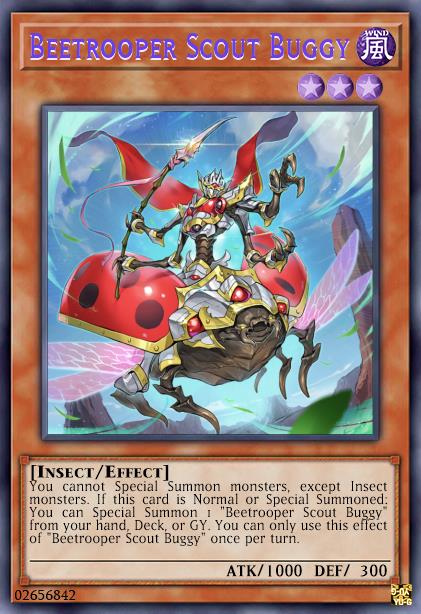 BEETROOPER SCOUT BUGGY
WIND
風
[INSECT/EFFECT]
You cannot Special Summon monsters, except Insect
monsters. If this card is Normal or Special Summoned:
You can Special Summon 1 "Beetrooper Scout Buggy"
from your hand, Deck, or GY. You can only use this effect
of "Beetrooper Scout Buggy" once per turn.
ATK/1000 DEF/ 300
02656842